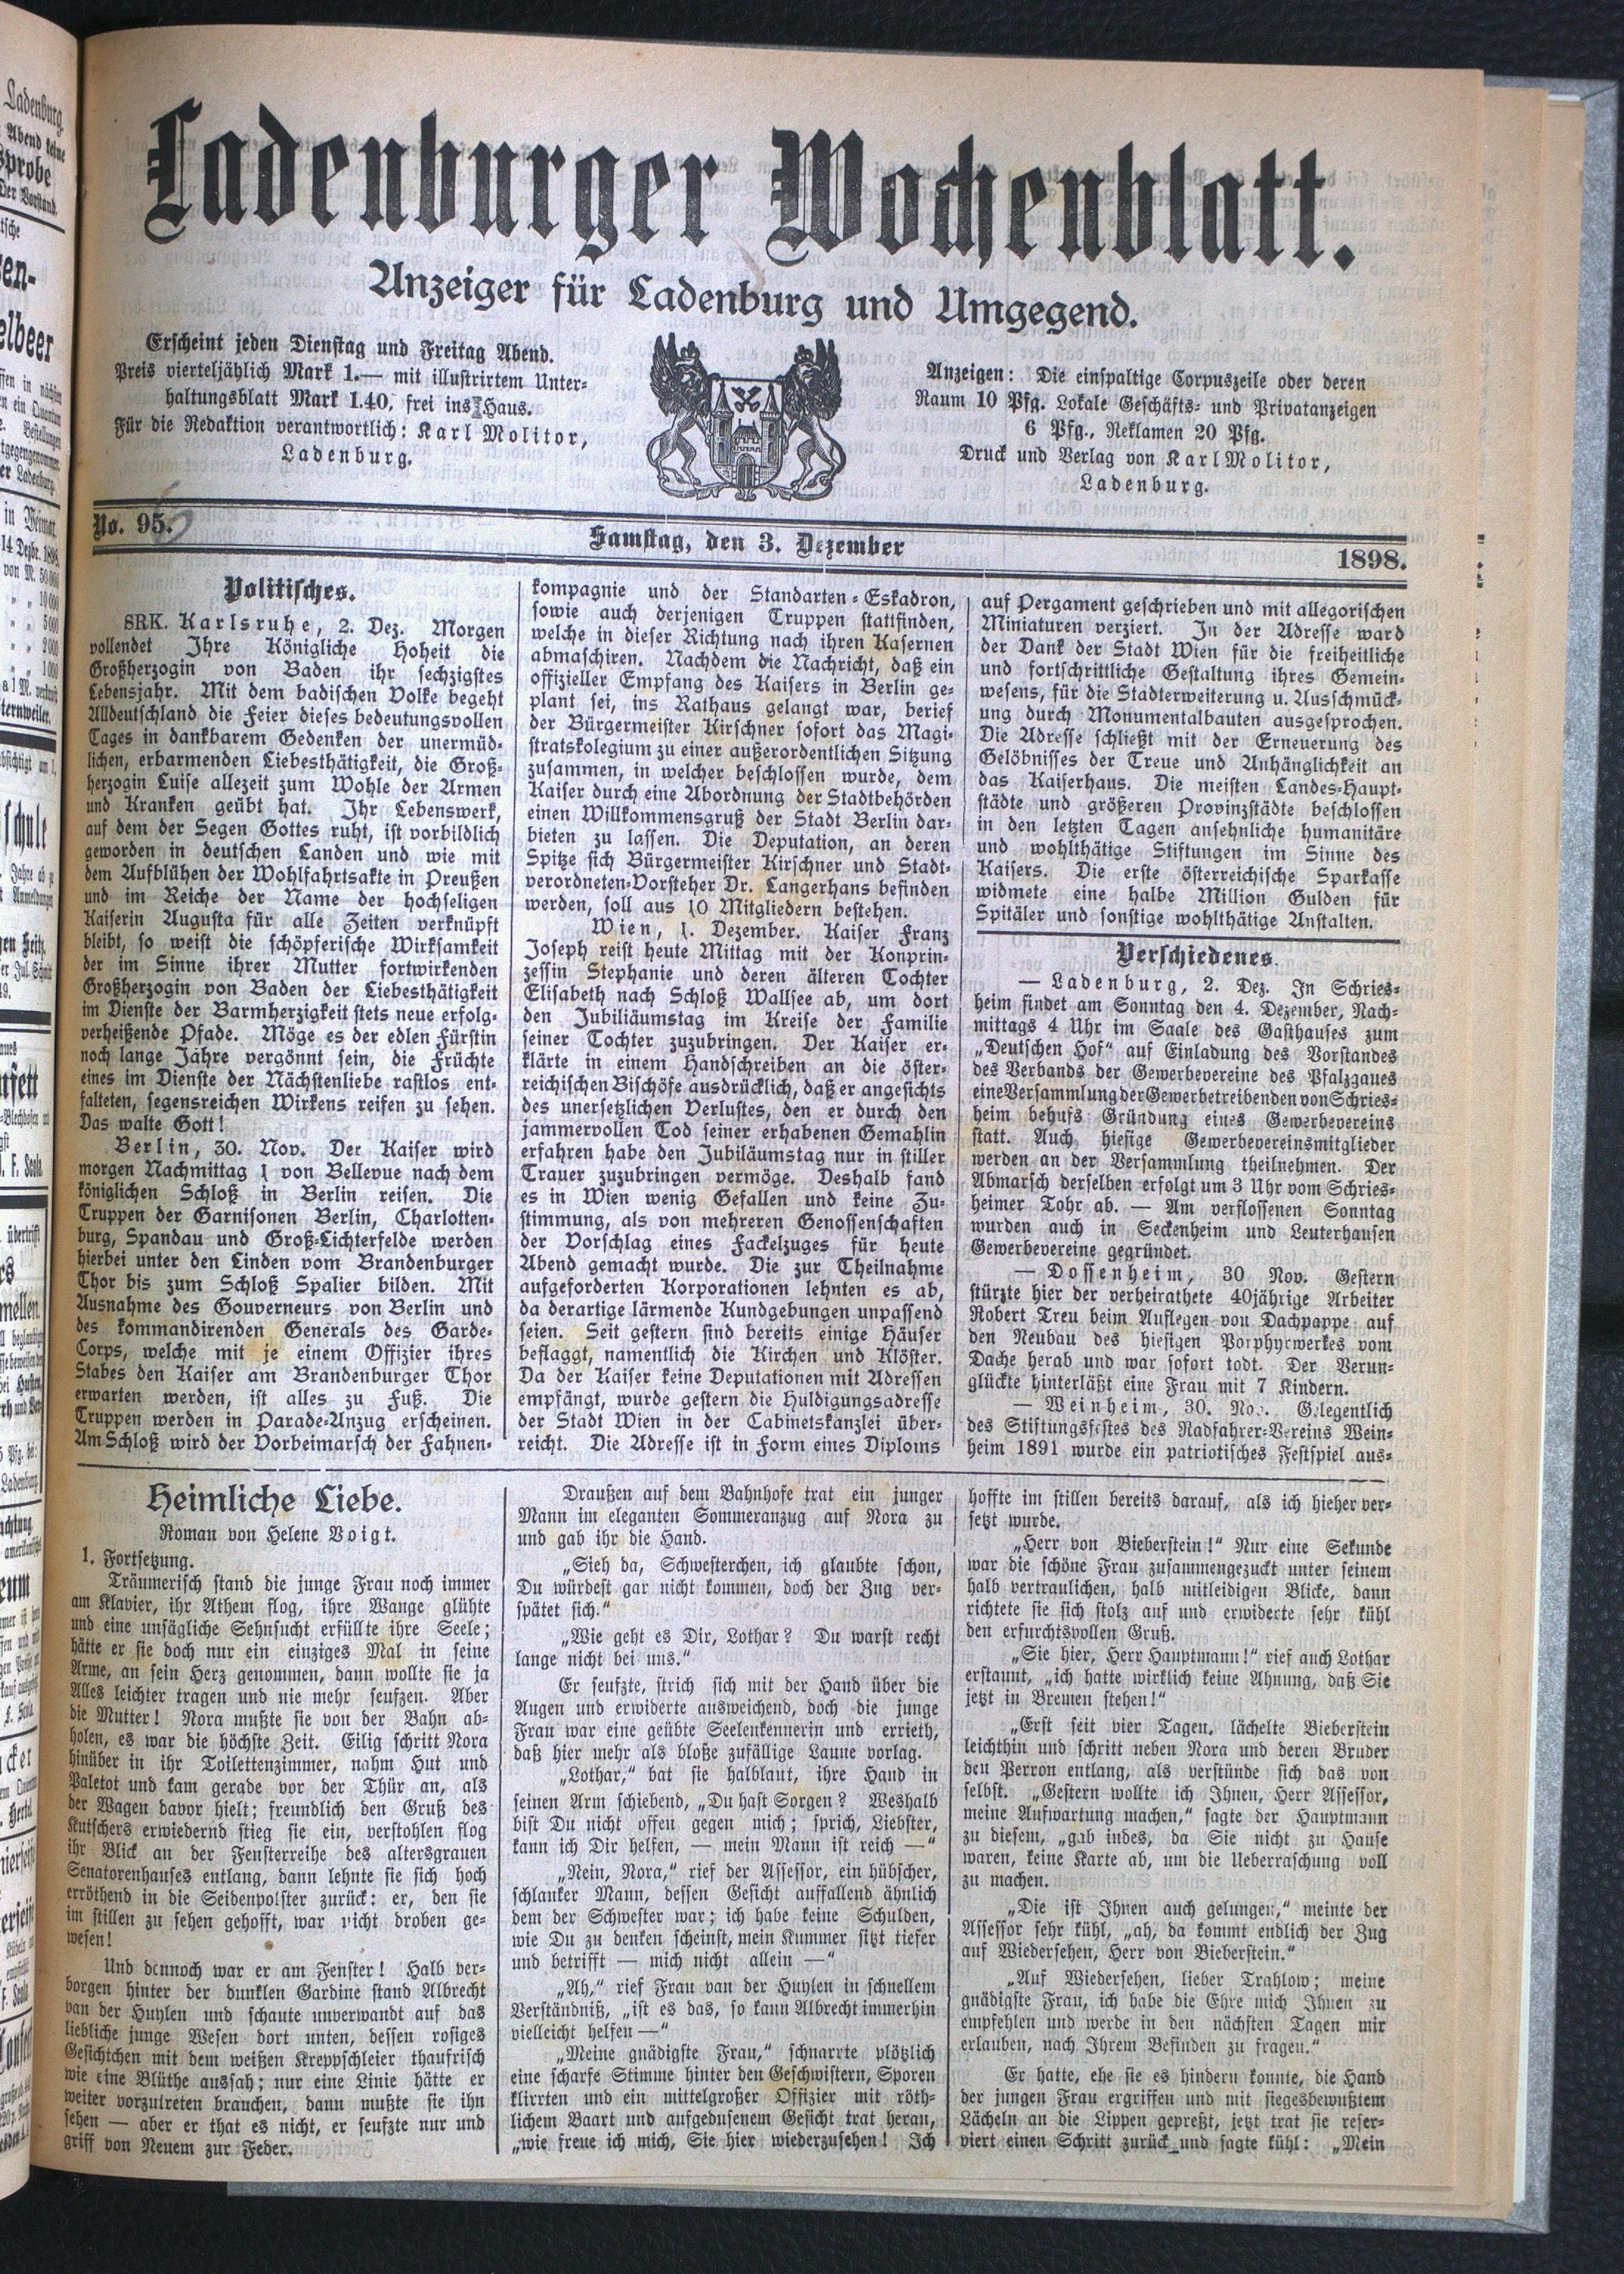 Ladenburger Wochenblatt.
Anzeiger für Ladenburg und Umgegend.
Erscheint jeden Dienstag und Freitag Abend.
Preis vierteljährlich Mark 1.— mit illustrirtem Unter-
haltungsblatt Mark 1.40, frei ins Haus.
Für die Redaktion verantwortlich: Karl Molitor,
Ladenburg.
Anzeigen: Die einspaltige Corpuszeile oder deren
Raum 10 Pfg. Lokale Geschäfts- und Privatanzeigen
6 Pfg., Reklamen 20 Pfg.
Druck und Verlag von Karl Molitor,
Ladenburg.
No. 95.
Samstag, den 3. Dezember
1898.
Politisches.
SRK. Karlsruhe, 2. Dez. Morgen
vollendet Ihre Königliche Hoheit die
Großherzogin von Baden ihr sechzigstes
Lebensjahr. Mit dem badischen Volke begeht
Alldeutschland die Feier dieses bedeutungsvollen
Tages in dankbarem Gedenken der unermüd-
lichen, erbarmenden Liebesthätigkeit, die Groß-
herzogin Luise allezeit zum Wohle der Armen
und Kranken geübt hat. Ihr Lebenswerk,
auf dem der Segen Gottes ruht, ist vorbildlich
geworden in deutschen Landen und wie mit
dem Aufblühen der Wohlfahrtsakte in Preußen
und im Reiche der Name der hochseligen
Kaiserin Augusta für alle Zeiten verknüpft
bleibt, so weist die schöpferische Wirksamkeit
der im Sinne ihrer Mutter fortwirkenden
Großherzogin von Baden der Liebesthätigkeit
im Dienste der Barmherzigkeit stets neue erfolg-
verheißende Pfade. Möge es der edlen Fürstin
noch lange Jahre vergönnt sein, die Früchte
eines im Dienste der Nächstenliebe rastlos ent-
falteten, segensreichen Wirkens reifen zu sehen.
Das walte Gott!
Berlin, 30. Nov. Der Kaiser wird
morgen Nachmittag 1 von Bellevue nach dem
königlichen Schloß in Berlin reisen. Die
Truppen der Garnisonen Berlin, Charlotten-
burg, Spandau und Groß-Lichterfelde werden
hierbei unter den Linden vom Brandenburger
Thor bis zum Schloß Spalier bilden. Mit
Ausnahme des Gouverneurs von Berlin und
des kommandirenden Generals des Garde-
Corps, welche mit je einem Offizier ihres
Stabes den Kaiser am Brandenburger Thor
erwarten werden, ist alles zu Fuß. Die
Truppen werden in Parade-Anzug erscheinen.
Am Schloß wird der Vorbeimarsch der Fahnen-
kompagnie und der Standarten-Eskadron,
sowie auch derjenigen Truppen stattfinden,
welche in dieser Richtung nach ihren Kasernen
abmaschiren. Nachdem die Nachricht, daß ein
offizieller Empfang des Kaisers in Berlin ge-
plant sei, ins Rathaus gelangt war, berief
der Bürgermeister Kirschner sofort das Magi-
stratskolegium zu einer außerordentlichen Sitzung
zusammen, in welcher beschlossen wurde, dem
Kaiser durch eine Abordnung der Stadtbehörden
einen Willkommensgruß der Stadt Berlin dar-
bieten zu lassen. Die Deputation, an deren
Spitze sich Bürgermeister Kirschner und Stadt-
verordneten-Vorsteher Dr. Langerhans befinden
werden, soll aus 10 Mitgliedern bestehen.
Wien, 1. Dezember. Kaiser Franz
Joseph reist heute Mittag mit der Konprin-
zessin Stephanie und deren älteren Tochter
Elisabeth nach Schloß Wallsee ab, um dort
den Jubiläumstag im Kreise der Familie
seiner Tochter zuzubringen. Der Kaiser er-
klärte in einem Handschreiben an die öster-
reichischen Bischöfe ausdrücklich, daß er angesichts
des unersetzlichen Verlustes, den er durch den
jammervollen Tod seiner erhabenen Gemahlin
erfahren habe den Jubiläumstag nur in stiller
Trauer zuzubringen vermöge. Deshalb fand
es in Wien wenig Gefallen und keine Zu-
stimmung, als von mehreren Genossenschaften
der Vorschlag eines Fackelzuges für heute
Abend gemacht wurde. Die zur Theilnahme
aufgeforderten Korporationen lehnten es ab,
da derartige lärmende Kundgebungen unpassend
seien. Seit gestern sind bereits einige Häuser
beflaggt, namentlich die Kirchen und Klöster.
Da der Kaiser keine Deputationen mit Adressen
empfängt, wurde gestern die Huldigungsadresse
der Stadt Wien in der Cabinetskanzlei über-
reicht. Die Adresse ist in Form eines Diploms
auf Pergament geschrieben und mit allegorischen
Miniaturen verziert. In der Adresse ward
der Dank der Stadt Wien für die freiheitliche
und fortschrittliche Gestaltung ihres Gemein-
wesens, für die Stadterweiterung u. Ausschmück-
ung durch Monumentalbauten ausgesprochen.
Die Adresse schließt mit der Erneuerung des
Gelöbnisses der Treue und Anhänglichkeit an
das Kaiserhaus. Die meisten Landes-Haupt-
städte und größeren Provinzstädte beschlossen
in den letzten Tagen ansehnliche humanitäre
und wohlthätige Stiftungen im Sinne des
Kaisers. Die erste österreichische Sparkasse
widmete eine halbe Million Gulden für
Spitäler und sonstige wohlthätige Anstalten.
Verschiedenes.
— Ladenburg, 2. Dez. In Schries-
heim findet am Sonntag den 4. Dezember, Nach-
mittags 4 Uhr im Saale des Gasthauses zum
„Deutschen Hof" auf Einladung des Vorstandes
des Verbands der Gewerbevereine des Pfalzgaues
eine Versammlung der Gewerbetreibenden von Schries-
heim behufs Gründung eines Gewerbevereins
statt. Auch hiesige Gewerbevereinsmitglieder
werden an der Versammlung theilnehmen. Der
Abmarsch derselben erfolgt um 3 Uhr vom Schries-
heimer Tohr ab. — Am verflossenen Sonntag
wurden auch in Seckenheim und Leuterhausen
Gewerbevereine gegründet.
— Dossenheim, 30 Nov. Gestern
stürzte hier der verheirathete 40jährige Arbeiter
Robert Treu beim Auflegen von Dachpappe auf
den Neubau des hiesigen Porphyrwerkes vom
Dache herab und war sofort todt. Der Verun-
glückte hinterläßt eine Frau mit 7 Kindern.
— Weinheim, 30. Nov. Gelegentlich
des Stiftungsfestes des Radfahrer-Vereins Wein-
heim 1891 wurde ein patriotisches Festspiel aus-
Heimliche Liebe.
Roman von Helene Voigt.
1. Fortsetzung.
Träumerisch stand die junge Frau noch immer
am Klavier, ihr Athem flog, ihre Wange glühte
und eine unsägliche Sehnsucht erfüllte ihre Seele;
hätte er sie doch nur ein einziges Mal in seine
Arme, an sein Herz genommen, dann wollte sie ja
Alles leichter tragen und nie mehr seufzen. Aber
die Mutter! Nora mußte sie von der Bahn ab-
holen, es war die höchste Zeit. Eilig schritt Nora
hinüber in ihr Toilettenzimmer, nahm Hut und
Paletot und kam gerade vor der Thür an, als
der Wagen davor hielt; freundlich den Gruß des
Kutschers erwiedernd stieg sie ein, verstohlen flog
ihr Blick an der Fensterreihe des altersgrauen
Senatorenhauses entlang, dann lehnte sie sich hoch
erröthend in die Seidenpolster zurück: er, den sie
im stillen zu sehen gehofft, war nicht droben ge-
wesen!
Und dennoch war er am Fenster! Halb ver-
borgen hinter der dunklen Gardine stand Albrecht
van der Huylen und schaute unverwandt auf das
liebliche junge Wesen dort unten, dessen rosiges
Gesichtchen mit dem weißen Kreppschleier thaufrisch
wie eine Blüthe aussah; nur eine Linie hätte er
weiter vorzutreten brauchen, dann mußte sie ihn
sehen — aber er that es nicht, er seufzte nur und
griff von Neuem zur Feder.
Draußen auf dem Bahnhofe trat ein junger
Mann im eleganten Sommeranzug auf Nora zu
und gab ihr die Hand.
„Sieh da, Schwesterchen, ich glaubte schon,
Du würdest gar nicht kommen, doch der Zug ver-
spätet sich."
„Wie geht es Dir, Lothar? Du warst recht
lange nicht bei uns."
Er seufzte, strich sich mit der Hand über die
Augen und erwiderte ausweichend, doch die junge
Frau war eine geübte Seelenkennerin und errieth,
daß hier mehr als bloße zufällige Laune vorlag.
„Lothar," bat sie halblaut, ihre Hand in
seinen Arm schiebend, „Du hast Sorgen? Weshalb
bist Du nicht offen gegen mich; sprich, Liebster,
kann ich Dir helfen, — mein Mann ist reich —"
„Nein, Nora," rief der Assessor, ein hübscher,
schlanker Mann, dessen Gesicht auffallend ähnlich
dem der Schwester war; ich habe keine Schulden,
wie Du zu denken scheinst, mein Kummer sitzt tiefer
und betrifft — mich nicht allein —"
„Ah," rief Frau van der Huylen in schnellem
Verständniß, „ist es das, so kann Albrecht immerhin
vielleicht helfen —"
„Meine gnädigste Frau," schnarrte plötzlich
eine scharfe Stimme hinter den Geschwistern, Sporen
klirrten und ein mittelgroßer Offizier mit röth-
lichem Baart und aufgedusenem Gesicht trat heran,
„wie freue ich mich, Sie hier wiederzusehen! Ich
hoffte im stillen bereits darauf, als ich hieher ver-
setzt wurde.
„Herr von Bieberstein!" Nur eine Sekunde
war die schöne Frau zusammengezuckt unter seinem
halb vertraulichen, halb mitleidigen Blicke, dann
richtete sie sich stolz auf und erwiderte sehr kühl
den erfurchtsvollen Gruß.
„Sie hier, Herr Hauptmann!" rief auch Lothar
erstaunt, „ich hatte wirklich keine Ahnung, daß Sie
jetzt in Bremen stehen!"
„Erst seit vier Tagen, lächelte Bieberstein
leichthin und schritt neben Nora und deren Bruder
den Perron entlang, als verstünde sich das von
selbst. „Gestern wollte ich Ihnen, Herr Assessor,
meine Aufwartung machen," sagte der Hauptmann
zu diesem, „gab indes, da Sie nicht zu Hause
waren, keine Karte ab, um die Ueberraschung voll
zu machen.
„Die ist Ihnen auch gelungen," meinte der
Assessor sehr kühl, „ah, da kommt endlich der Zug
auf Wiedersehen, Herr von Bieberstein."
„Auf Wiedersehen, lieber Trahlow; meine
gnädigste Frau, ich habe die Ehre mich Ihnen zu
empfehlen und werde in den nächsten Tagen mir
erlauben, nach Ihrem Befinden zu fragen."
Er hatte, ehe sie es hindern konnte, die Hand
der jungen Frau ergriffen und mit siegesbewußtem
Lächeln an die Lippen gepreßt, jetzt trat sie reser-
viert einen Schritt zurück und sagte kühl: „Mein